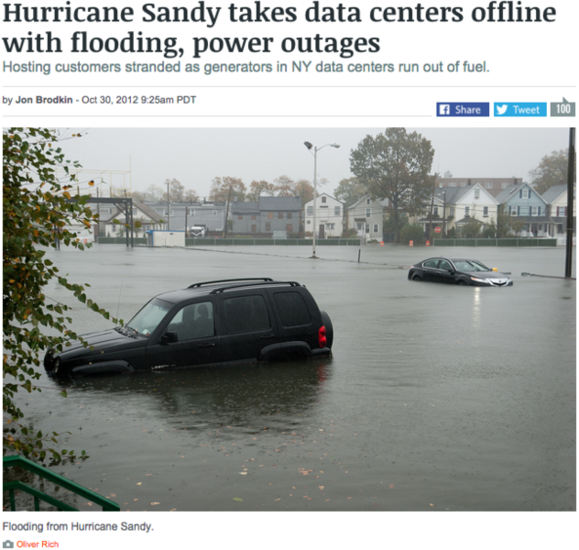 Hurricane Sandy takes data centers offline
with flooding, power outages
Hosting customers stranded as generators in NY data centers run out of fuel.
by Jon Brodkin - Oct 30, 2012 9:25am PDT
Share Tweet 100
Flooding from Hurricane Sandy.
Oliver Rich